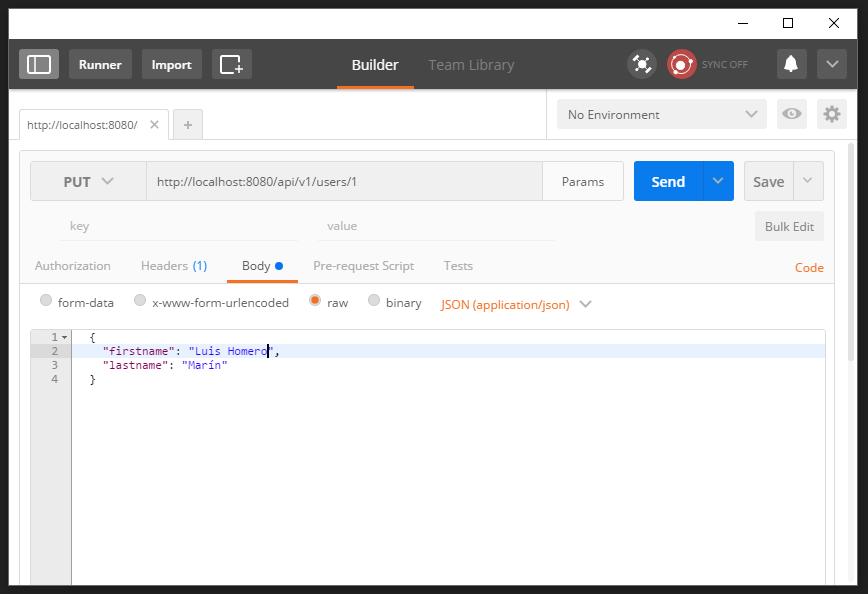 Runner Import Builder Team Library SYNC OFF
http://localhost:8080/ No Environment
PUT http://localhost:8080/api/v1/users/1 Params Send Save
key value Bulk Edit
Authorization Headers (1) Body Pre-request Script Tests Code
form-data x-www-form-urlencoded raw binary JSON (application/json)
1 {
2 "firstname": "Luis Homero",
3 "lastname": "Marín"
4 }